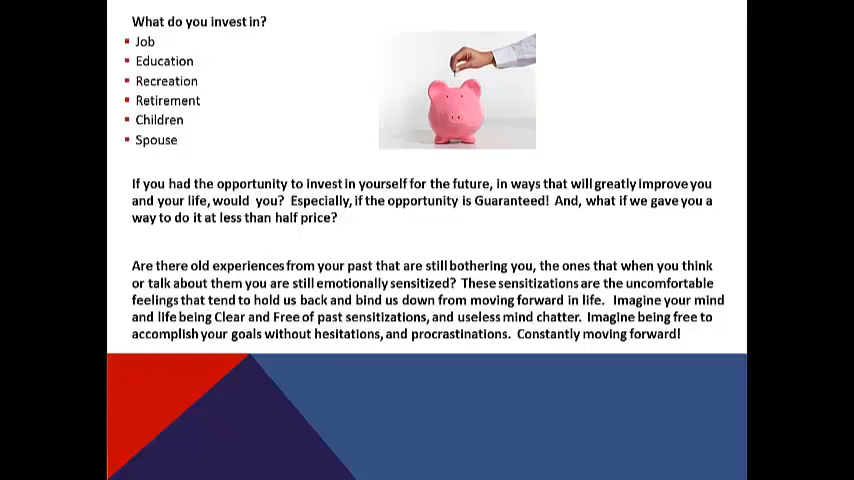 What do you invest in?
Job
Education
Recreation
Retirement
Children
Spouse
If you had the opportunity to invest in yourself for the future, in ways that will greatly improve you
and your life, would you? Especially, if the opportunity is Guaranteed! And, what if we gave you a
way to do it at less than half price?
Are there old experiences from your past that are still bothering you, the ones that when you think
or talk about them you are still emotionally sensitized? These sensitizations are the uncomfortable
feelings that tend to hold us back and bind us down from moving forward in life. Imagine your mind
and life being Clear and Free of past sensitizations, and useless mind chatter. Imagine being free to
accomplish your goals without hesitations, and procrastinations. Constantly moving forward!